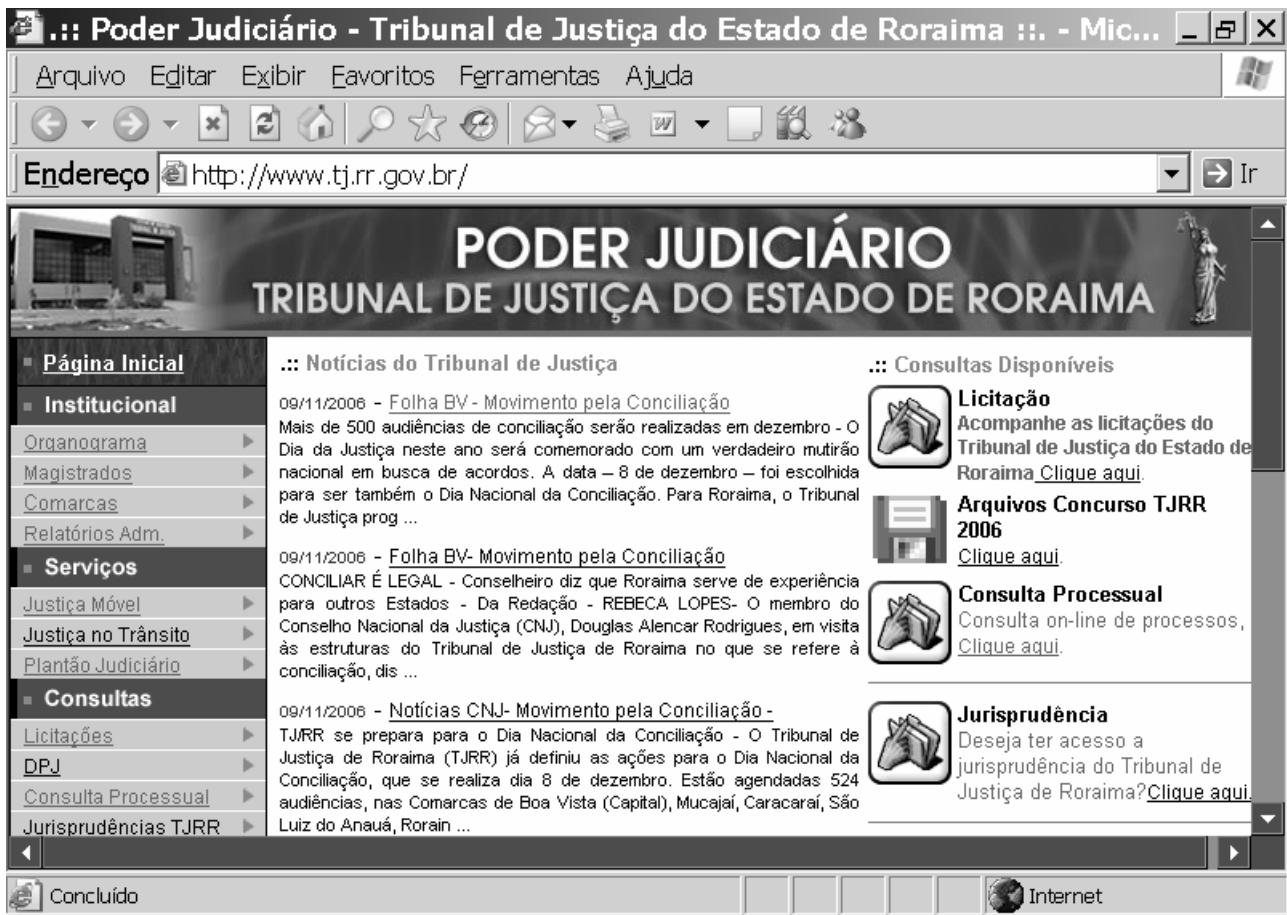 .:: Poder Judiciário - Tribunal de Justiça do Estado de Roraima ::. - Mic...
Arquivo Editar Exibir Favoritos Ferramentas Ajuda
Endereço http://www.tj.rr.gov.br/ Ir
PODER JUDICIÁRIO
TRIBUNAL DE JUSTIÇA DO ESTADO DE RORAIMA
Página Inicial
Institucional
Organograma
Magistrados
Comarcas
Relatórios Adm.
Serviços
Justiça Móvel
Justiça no Trânsito
Plantão Judiciário
Consultas
Licitações
DPJ
Consulta Processual
Jurisprudências TJRR
.:: Notícias do Tribunal de Justiça
09/11/2006 - Folha BV - Movimento pela Conciliação
Mais de 500 audiências de conciliação serão realizadas em dezembro - O
Dia da Justiça neste ano será comemorado com um verdadeiro mutirão
nacional em busca de acordos. A data – 8 de dezembro – foi escolhida
para ser também o Dia Nacional da Conciliação. Para Roraima, o Tribunal
de Justiça prog ...
09/11/2006 - Folha BV- Movimento pela Conciliação
CONCILIAR É LEGAL - Conselheiro diz que Roraima serve de experiência
para outros Estados - Da Redação - REBECA LOPES- O membro do
Conselho Nacional da Justiça (CNJ), Douglas Alencar Rodrigues, em visita
às estruturas do Tribunal de Justiça de Roraima no que se refere à
conciliação, dis ...
09/11/2006 - Notícias CNJ- Movimento pela Conciliação -
TJ/RR se prepara para o Dia Nacional da Conciliação - O Tribunal de
Justiça de Roraima (TJRR) já definiu as ações para o Dia Nacional da
Conciliação, que se realiza dia 8 de dezembro. Estão agendadas 524
audiências, nas Comarcas de Boa Vista (Capital), Mucajaí, Caracaraí, São
Luiz do Anauá, Rorain ...
.:: Consultas Disponíveis
Licitação
Acompanhe as licitações do
Tribunal de Justiça do Estado de
Roraima Clique aqui.
Arquivos Concurso TJRR
2006
Clique aqui.
Consulta Processual
Consulta on-line de processos,
Clique aqui.
Jurisprudência
Deseja ter acesso a
jurisprudência do Tribunal de
Justiça de Roraima?Clique aqui.
Concluído
Internet